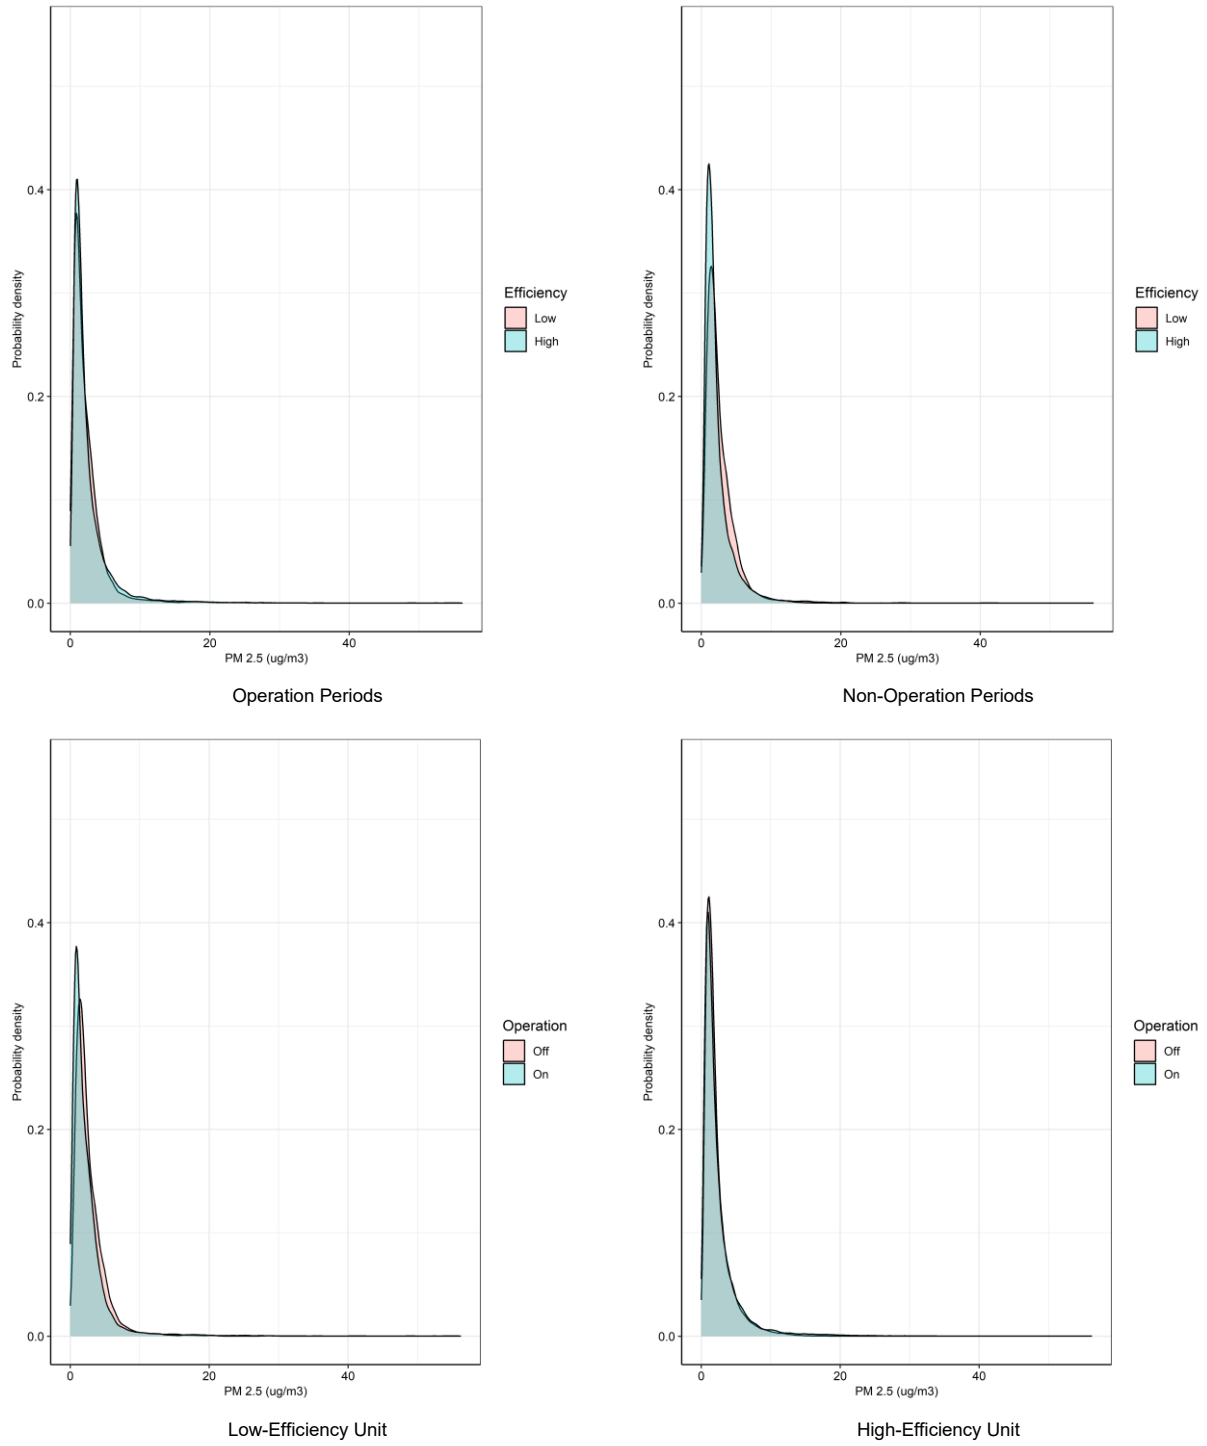 0.4
0.2
0.0
Probability density
0
20
40
PM 2.5 (ug/m3)
Efficiency
Low
High
Operation Periods
0.4
0.2
0.0
Probability density
0
20
40
PM 2.5 (ug/m3)
Efficiency
Low
High
Non-Operation Periods
0.4
0.2
0.0
Probability density
0
20
40
PM 2.5 (ug/m3)
Operation
Off
On
Low-Efficiency Unit
0.4
0.2
0.0
Probability density
0
20
40
PM 2.5 (ug/m3)
Operation
Off
On
High-Efficiency Unit